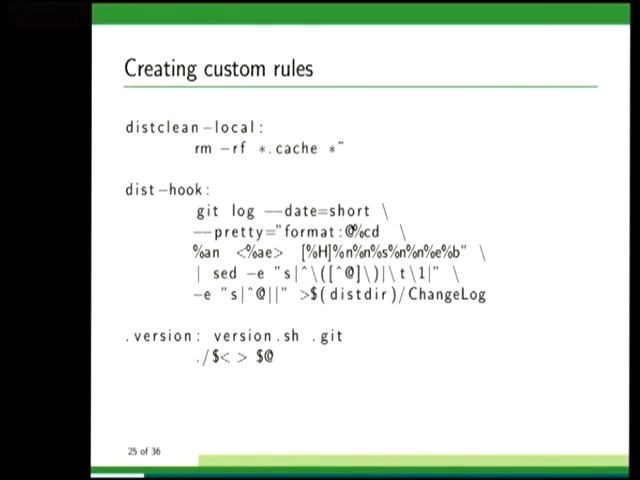 Creating custom rules
distclean-local:
rm -rf *.cache *~
dist-hook:
git log --date=short \
--pretty="format:@%cd \
%an <%ae> [%H]%n%n%s%n%n%e%b" \
| sed -e "s|^\([^@]\)|\t\1|" \
-e "s|^@||" >$(distdir)/ChangeLog
.version: version.sh .git
./$< > $@
25 of 36